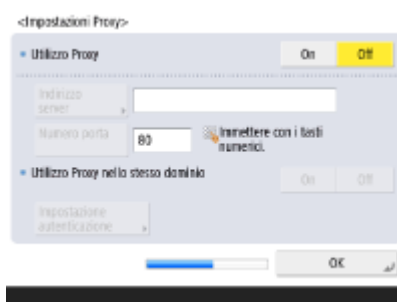 <Impostazioni Proxy>
Utilizzo Proxy
On
Off
Indirizzo
server
Numero porta
80
Immettere con i tasti
numerici.
Utilizzo Proxy nello stesso dominio
On
Off
Impostazione
autenticazione
OK